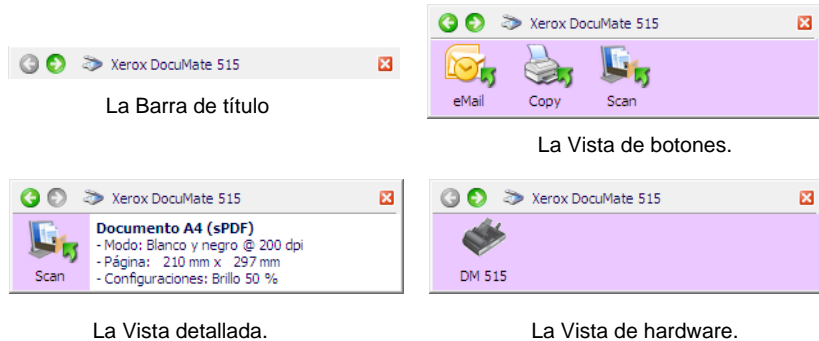 Xerox DocuMate 515
La Barra de título
Xerox DocuMate 515
eMail Copy Scan
La Vista de botones.
Xerox DocuMate 515
Scan
Documento A4 (sPDF)
- Modo: Blanco y negro @ 200 dpi
- Página: 210 mm x 297 mm
- Configuraciones: Brillo 50 %
La Vista detallada.
Xerox DocuMate 515
DM 515
La Vista de hardware.